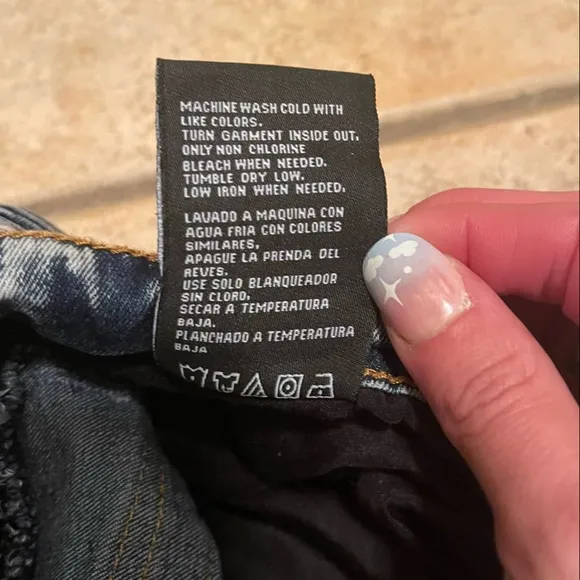 MACHINE WASH COLD WITH
LIKE COLORS.
TURN GARMENT INSIDE OUT.
ONLY NON CHLORINE
BLEACH WHEN NEEDED.
TUMBLE DRY LOW.
LOW IRON WHEN NEEDED.
LAVADO A MAQUINA CON
AGUA FRIA CON COLORES
SIMILARES,
APAGUE LA PRENDA DEL
REVES.
USE SOLO BLANQUEADOR
SIN CLORO,
SECAR A TEMPERATURA
BAJA.
PLANCHADO A TEMPERATURA
BAJA